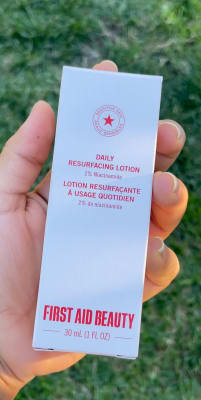 DAILY
RESURFACING LOTION
2% Niacinamide
LOTION RESURFAÇANTE
À USAGE QUOTIDIEN
2% de niacinamide
FIRST AID BEAUTY
30 mL (1 FL OZ)